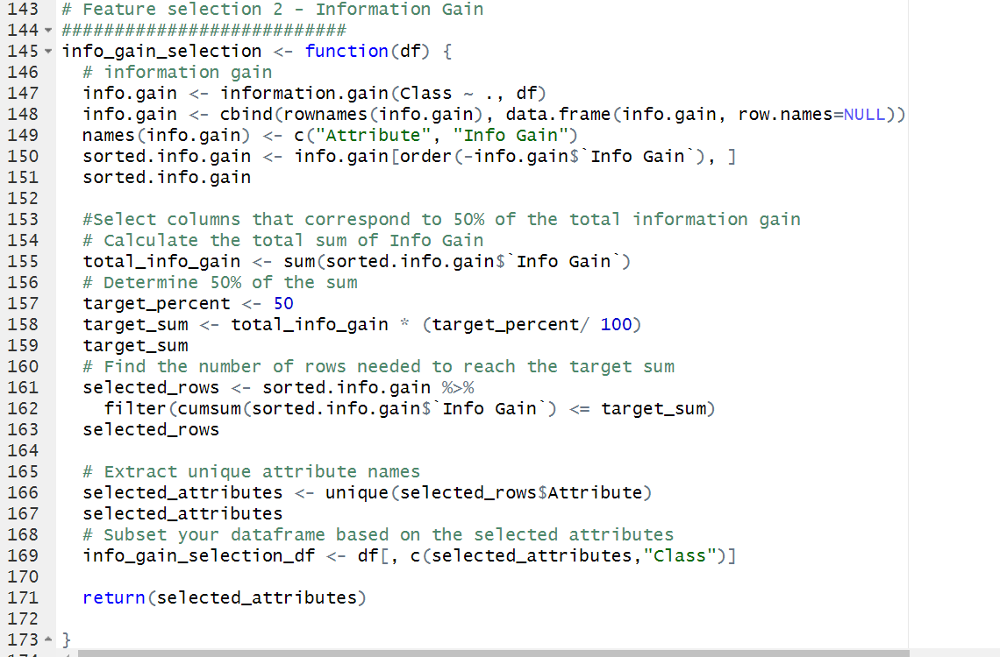 143 # Feature selection 2 - Information Gain
144 ###########################
145 info_gain_selection <- function(df) {
146   # information gain
147   info.gain <- information.gain(Class ~ ., df)
148   info.gain <- cbind(rownames(info.gain), data.frame(info.gain, row.names=NULL))
149   names(info.gain) <- c("Attribute", "Info Gain")
150   sorted.info.gain <- info.gain[order(-info.gain$`Info Gain`), ]
151   sorted.info.gain
152
153   #Select columns that correspond to 50% of the total information gain
154   # Calculate the total sum of Info Gain
155   total_info_gain <- sum(sorted.info.gain$`Info Gain`)
156   # Determine 50% of the sum
157   target_percent <- 50
158   target_sum <- total_info_gain * (target_percent/ 100)
159   target_sum
160   # Find the number of rows needed to reach the target sum
161   selected_rows <- sorted.info.gain %>%
162     filter(cumsum(sorted.info.gain$`Info Gain`) <= target_sum)
163   selected_rows
164
165   # Extract unique attribute names
166   selected_attributes <- unique(selected_rows$Attribute)
167   selected_attributes
168   # Subset your dataframe based on the selected attributes
169   info_gain_selection_df <- df[, c(selected_attributes,"Class")]
170
171   return(selected_attributes)
172
173 }